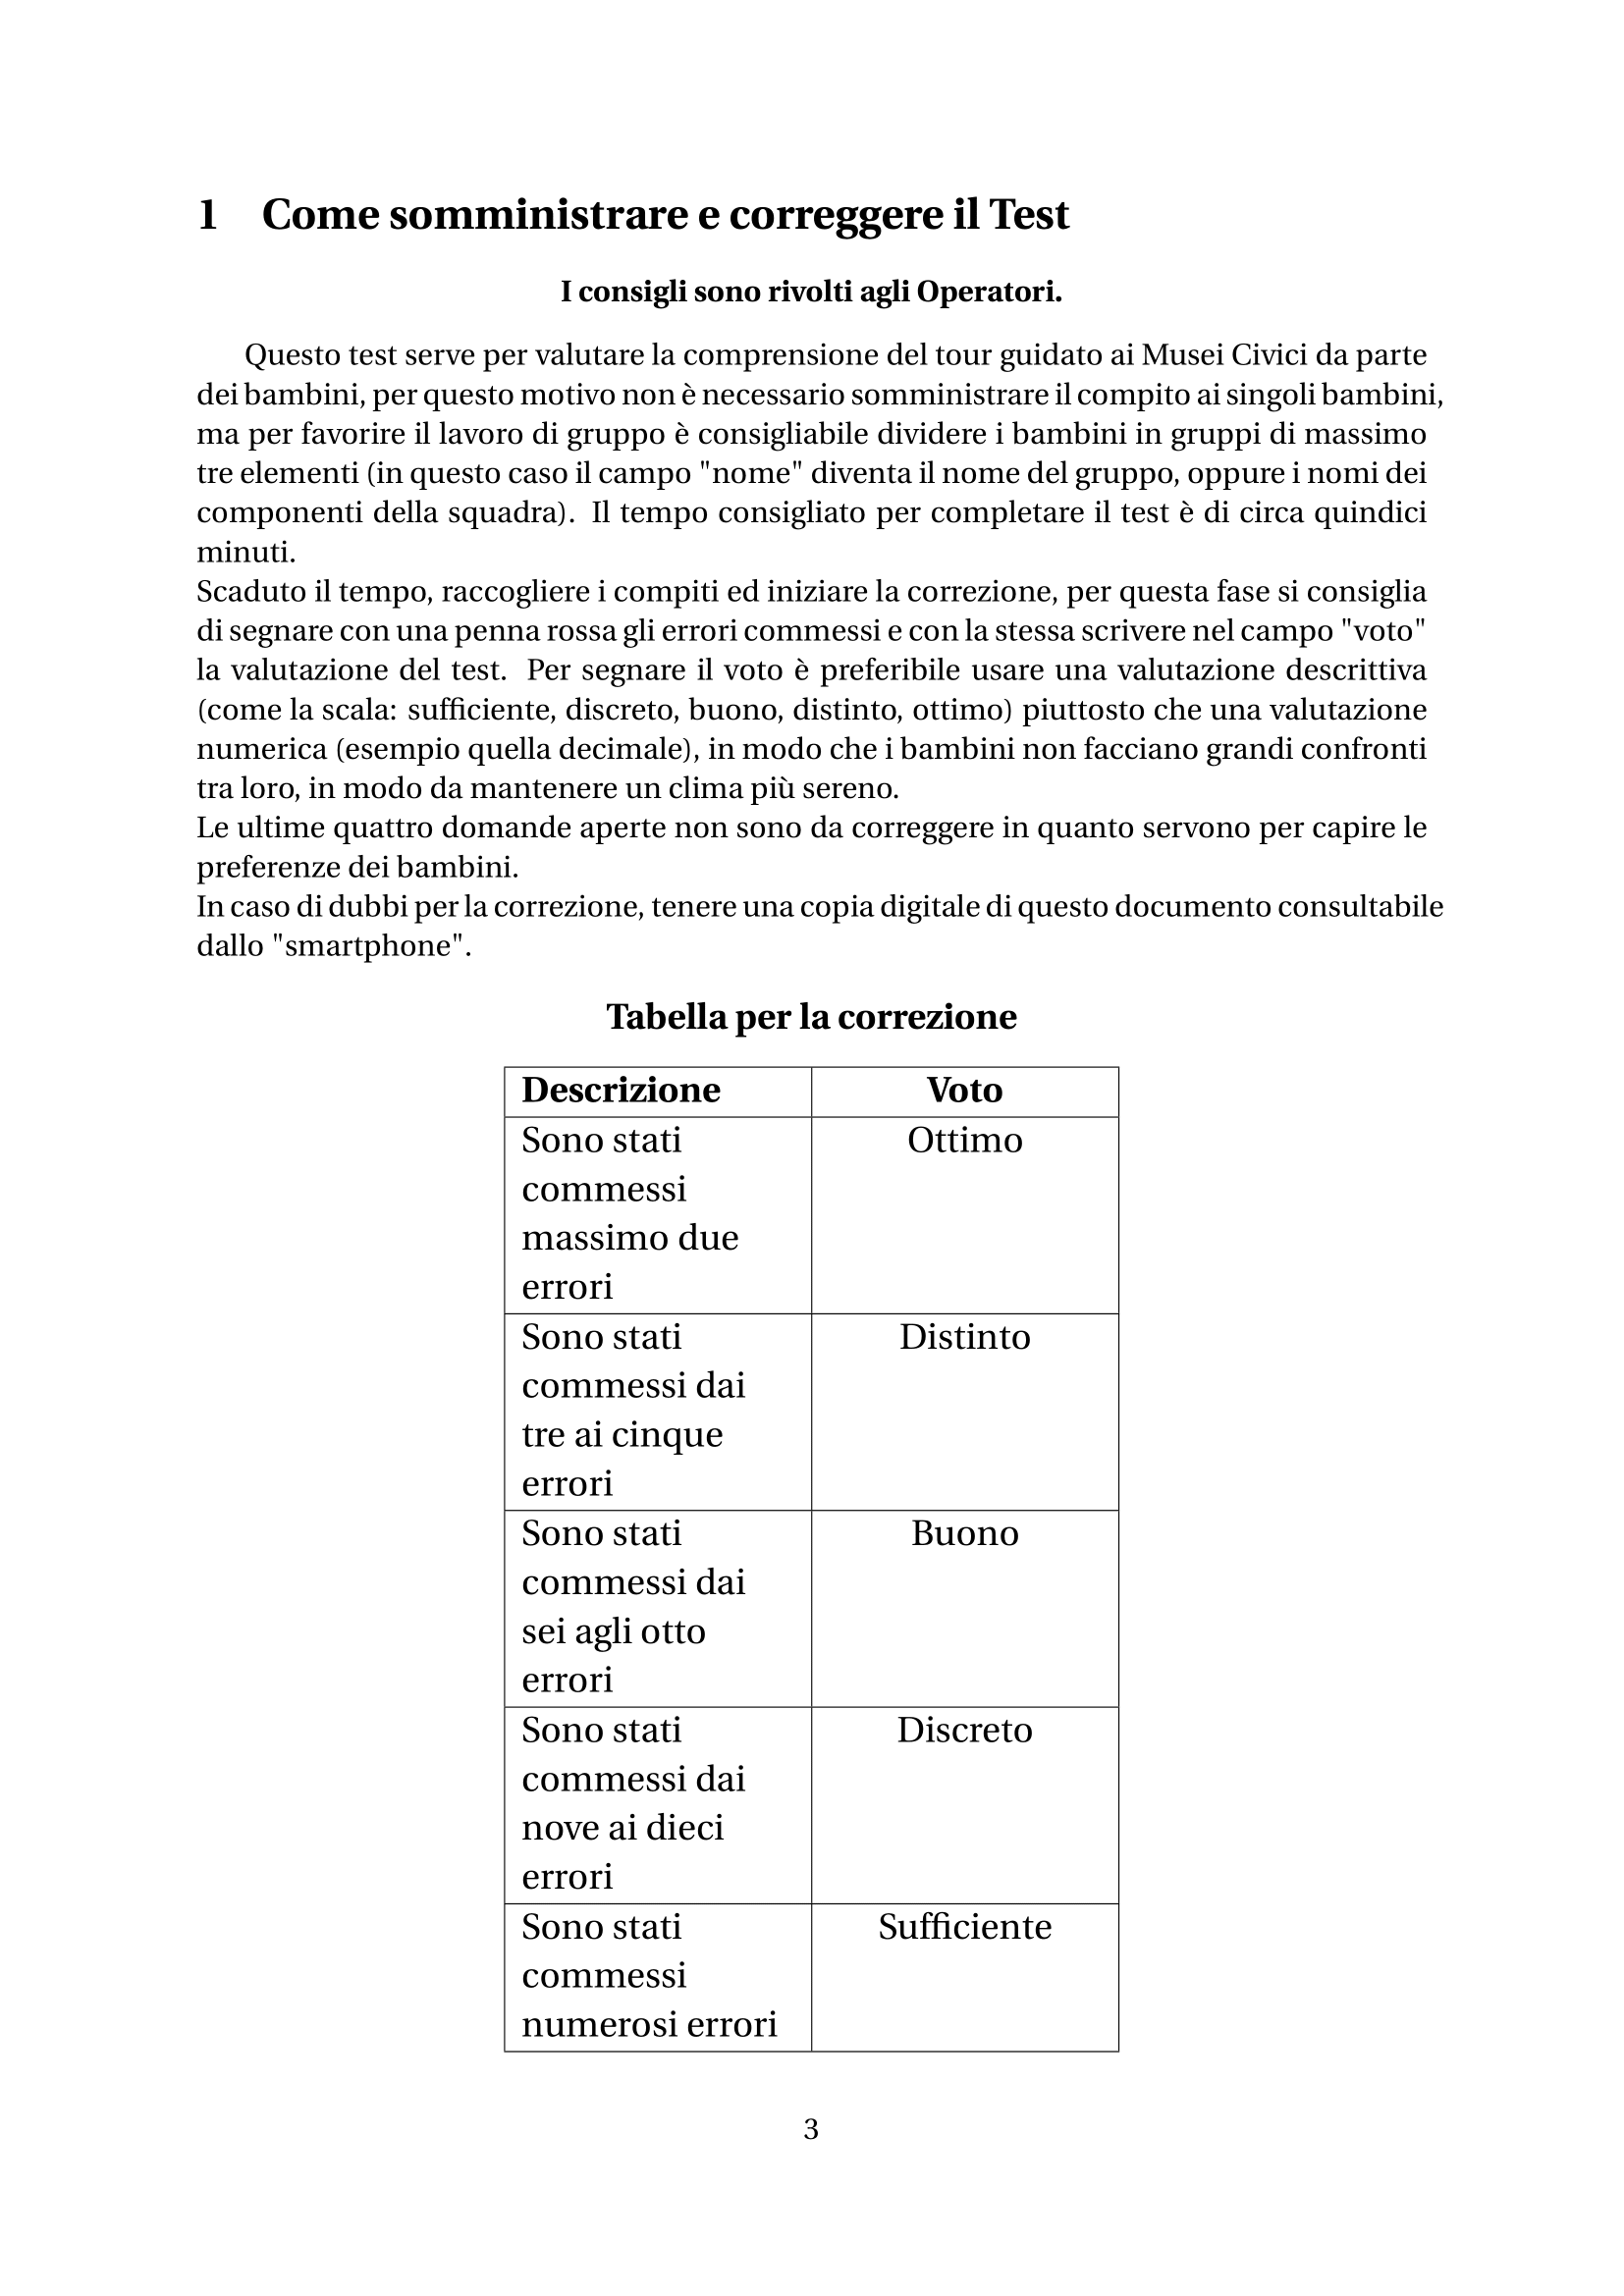 1 Come somministrare e correggere il Test
I consigli sono rivolti agli Operatori.
Questo test serve per valutare la comprensione del tour guidato ai Musei Civici da parte
dei bambini, per questo motivo non è necessario somministrare il compito ai singoli bambini,
ma per favorire il lavoro di gruppo è consigliabile dividere i bambini in gruppi di massimo
tre elementi (in questo caso il campo "nome" diventa il nome del gruppo, oppure i nomi dei
componenti della squadra). Il tempo consigliato per completare il test è di circa quindici
minuti.
Scaduto il tempo, raccogliere i compiti ed iniziare la correzione, per questa fase si consiglia
di segnare con una penna rossa gli errori commessi e con la stessa scrivere nel campo "voto"
la valutazione del test. Per segnare il voto è preferibile usare una valutazione descrittiva
(come la scala: sufficiente, discreto, buono, distinto, ottimo) piuttosto che una valutazione
numerica (esempio quella decimale), in modo che i bambini non facciano grandi confronti
tra loro, in modo da mantenere un clima più sereno.
Le ultime quattro domande aperte non sono da correggere in quanto servono per capire le
preferenze dei bambini.
In caso di dubbi per la correzione, tenere una copia digitale di questo documento consultabile
dallo "smartphone".
Tabella per la correzione
Descrizione Voto
Sono stati Ottimo
commessi
massimo due
errori
Sono stati Distinto
commessi dai
tre ai cinque
errori
Sono stati Buono
commessi dai
sei agli otto
errori
Sono stati Discreto
commessi dai
nove ai dieci
errori
Sono stati Sufficiente
commessi
numerosi errori
3